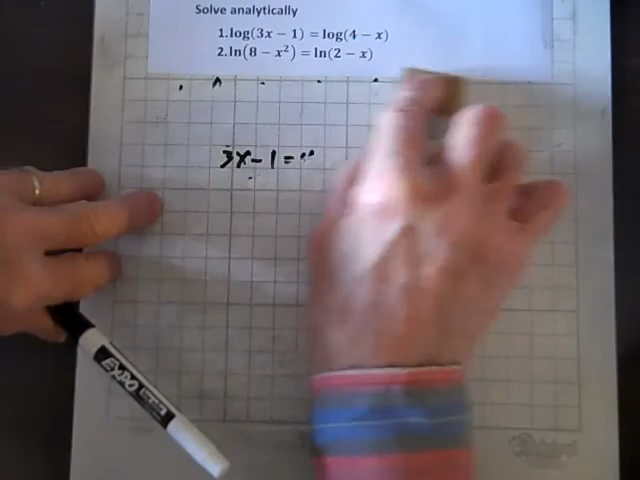 Solve analytically
1.log(3x − 1) = log(4 − x)
2.ln(8 − x²) = ln(2 − x)
3x − 1 =
EXPO